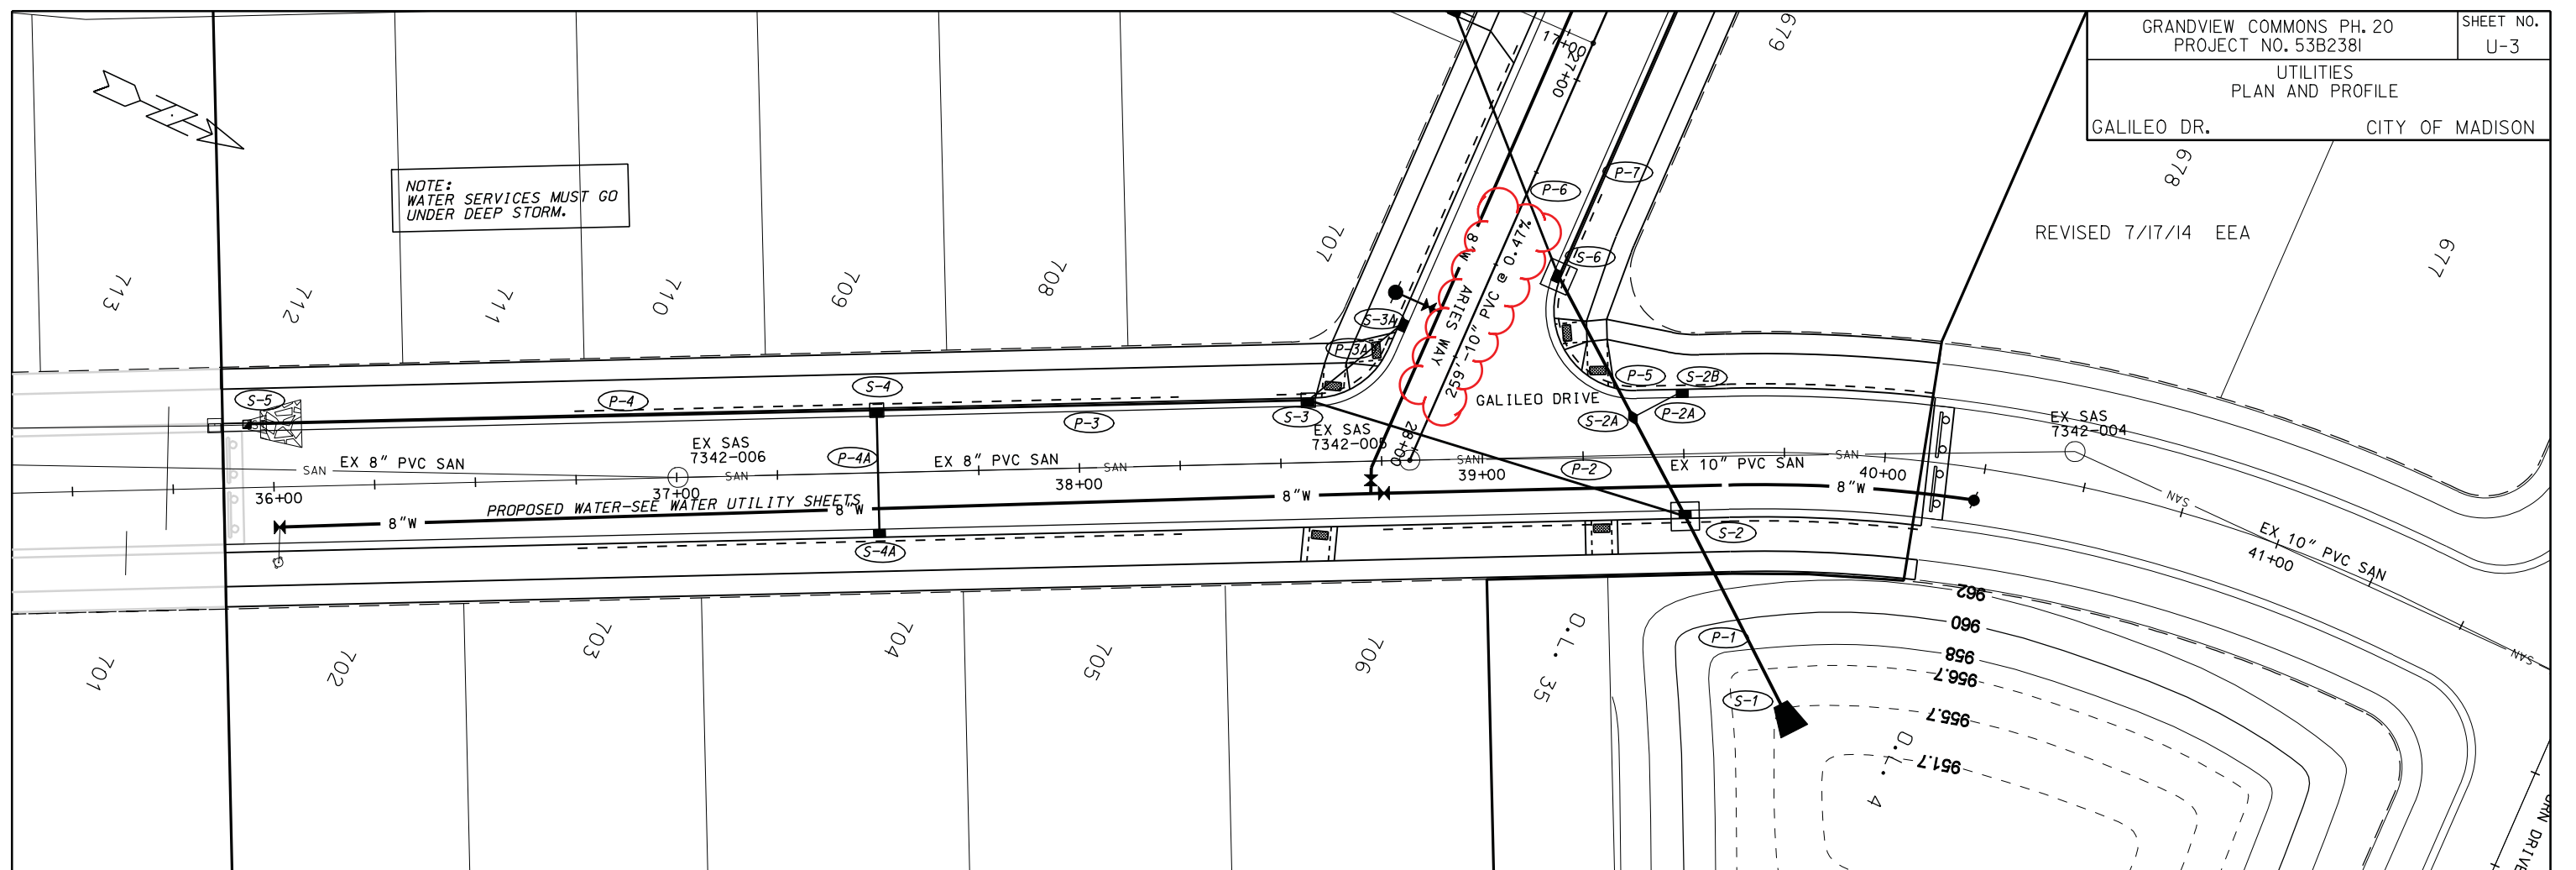 GRANDVIEW COMMONS PH. 20
PROJECT NO. 53B2381
SHEET NO.
U-3
UTILITIES
PLAN AND PROFILE
GALILEO DR.
CITY OF MADISON
REVISED 7/17/14 EEA
NOTE:
WATER SERVICES MUST GO
UNDER DEEP STORM.
17+00
27+00
679
678
677
713
712
711
710
709
708
707
P-6
P-7
S-6
8"W
ARIES WAY
259'-10" PVC @ 0.47%
S-3A
P-3A
S-5
P-4
S-4
P-3
S-3
GALILEO DRIVE
P-5
S-2B
S-2A
P-2A
EX SAS
7342-004
EX SAS
7342-005
28+00
EX SAS
7342-006
P-4A
SAN
EX 8" PVC SAN
SAN
EX 8" PVC SAN
SAN
SAN
P-2
EX 10" PVC SAN
SAN
36+00
37+00
38+00
39+00
40+00
PROPOSED WATER-SEE WATER UTILITY SHEETS
8"W
8"W
8"W
8"W
S-4A
S-2
SAN
EX 10" PVC SAN
41+00
SAN
701
702
703
704
705
706
O.L. 35
P-1
S-1
962
960
958
956.7
955.7
951.7
O.L. 4